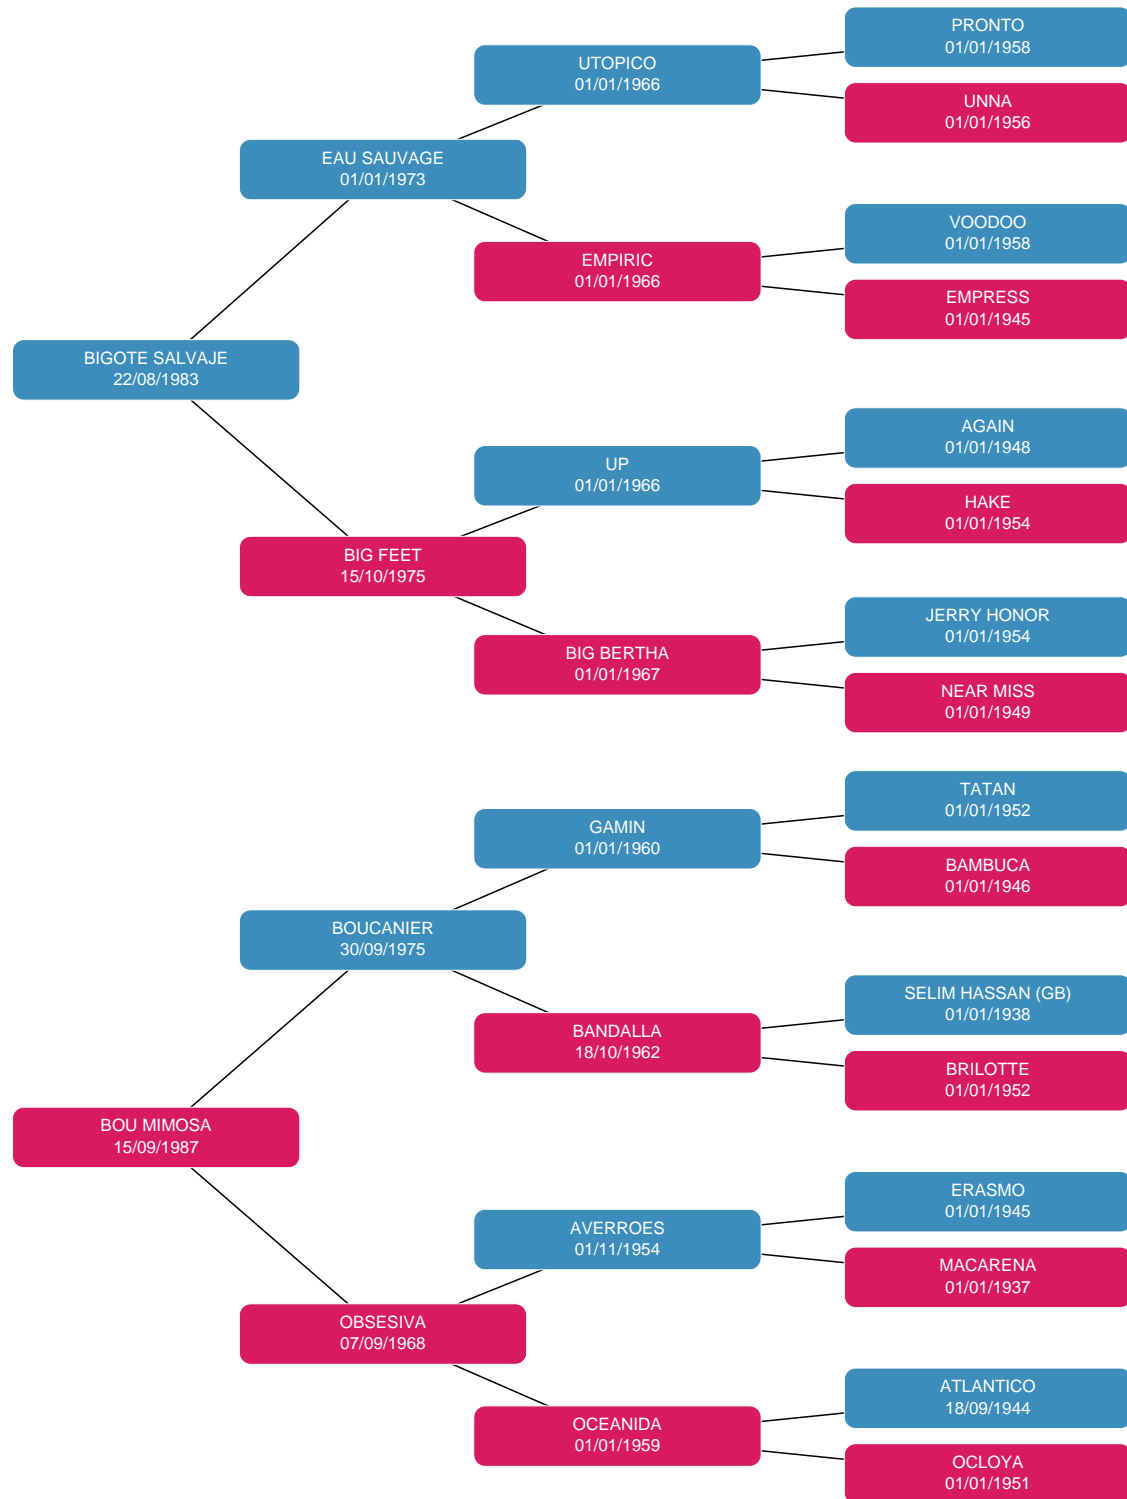 PRONTO
01/01/1958
UTOPICO
01/01/1966
UNNA
01/01/1956
EAU SAUVAGE
01/01/1973
VOODOO
01/01/1958
EMPIRIC
01/01/1966
EMPRESS
01/01/1945
BIGOTE SALVAJE
22/08/1983
AGAIN
01/01/1948
UP
01/01/1966
HAKE
01/01/1954
BIG FEET
15/10/1975
JERRY HONOR
01/01/1954
BIG BERTHA
01/01/1967
NEAR MISS
01/01/1949
TATAN
01/01/1952
GAMIN
01/01/1960
BAMBUCA
01/01/1946
BOUCANIER
30/09/1975
SELIM HASSAN (GB)
01/01/1938
BANDALLA
18/10/1962
BRILOTTE
01/01/1952
BOU MIMOSA
15/09/1987
ERASMO
01/01/1945
AVERROES
01/11/1954
MACARENA
01/01/1937
OBSESIVA
07/09/1968
ATLANTICO
18/09/1944
OCEANIDA
01/01/1959
OCLOYA
01/01/1951